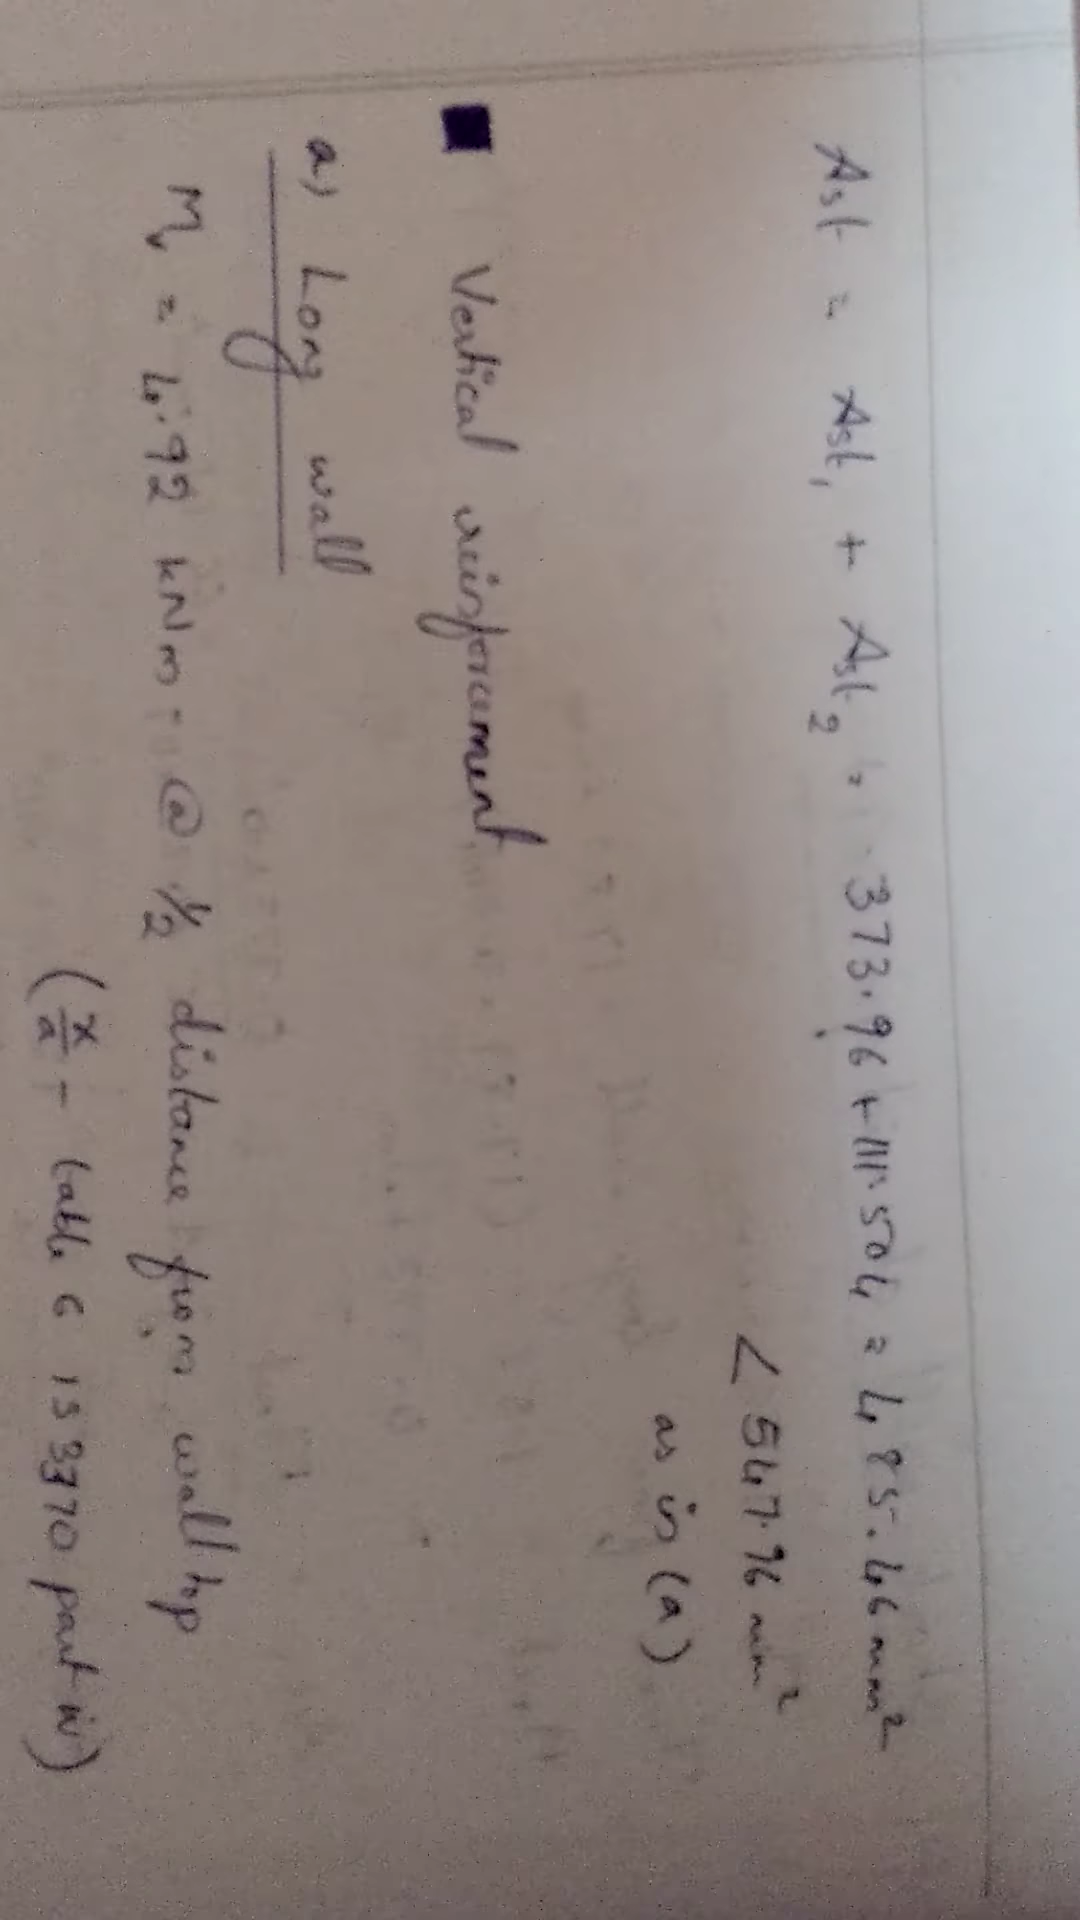 Ast = Ast₁ + Ast₂ = 373.96 + 111.504 = 485.46 mm²
< 547.96 mm²
as in (a)
Vertical reinforcement
a) Long wall
Mv = 4.92 kNm @ 1/2 distance from wall top
(x/a - table 6 IS 3370 part iv)